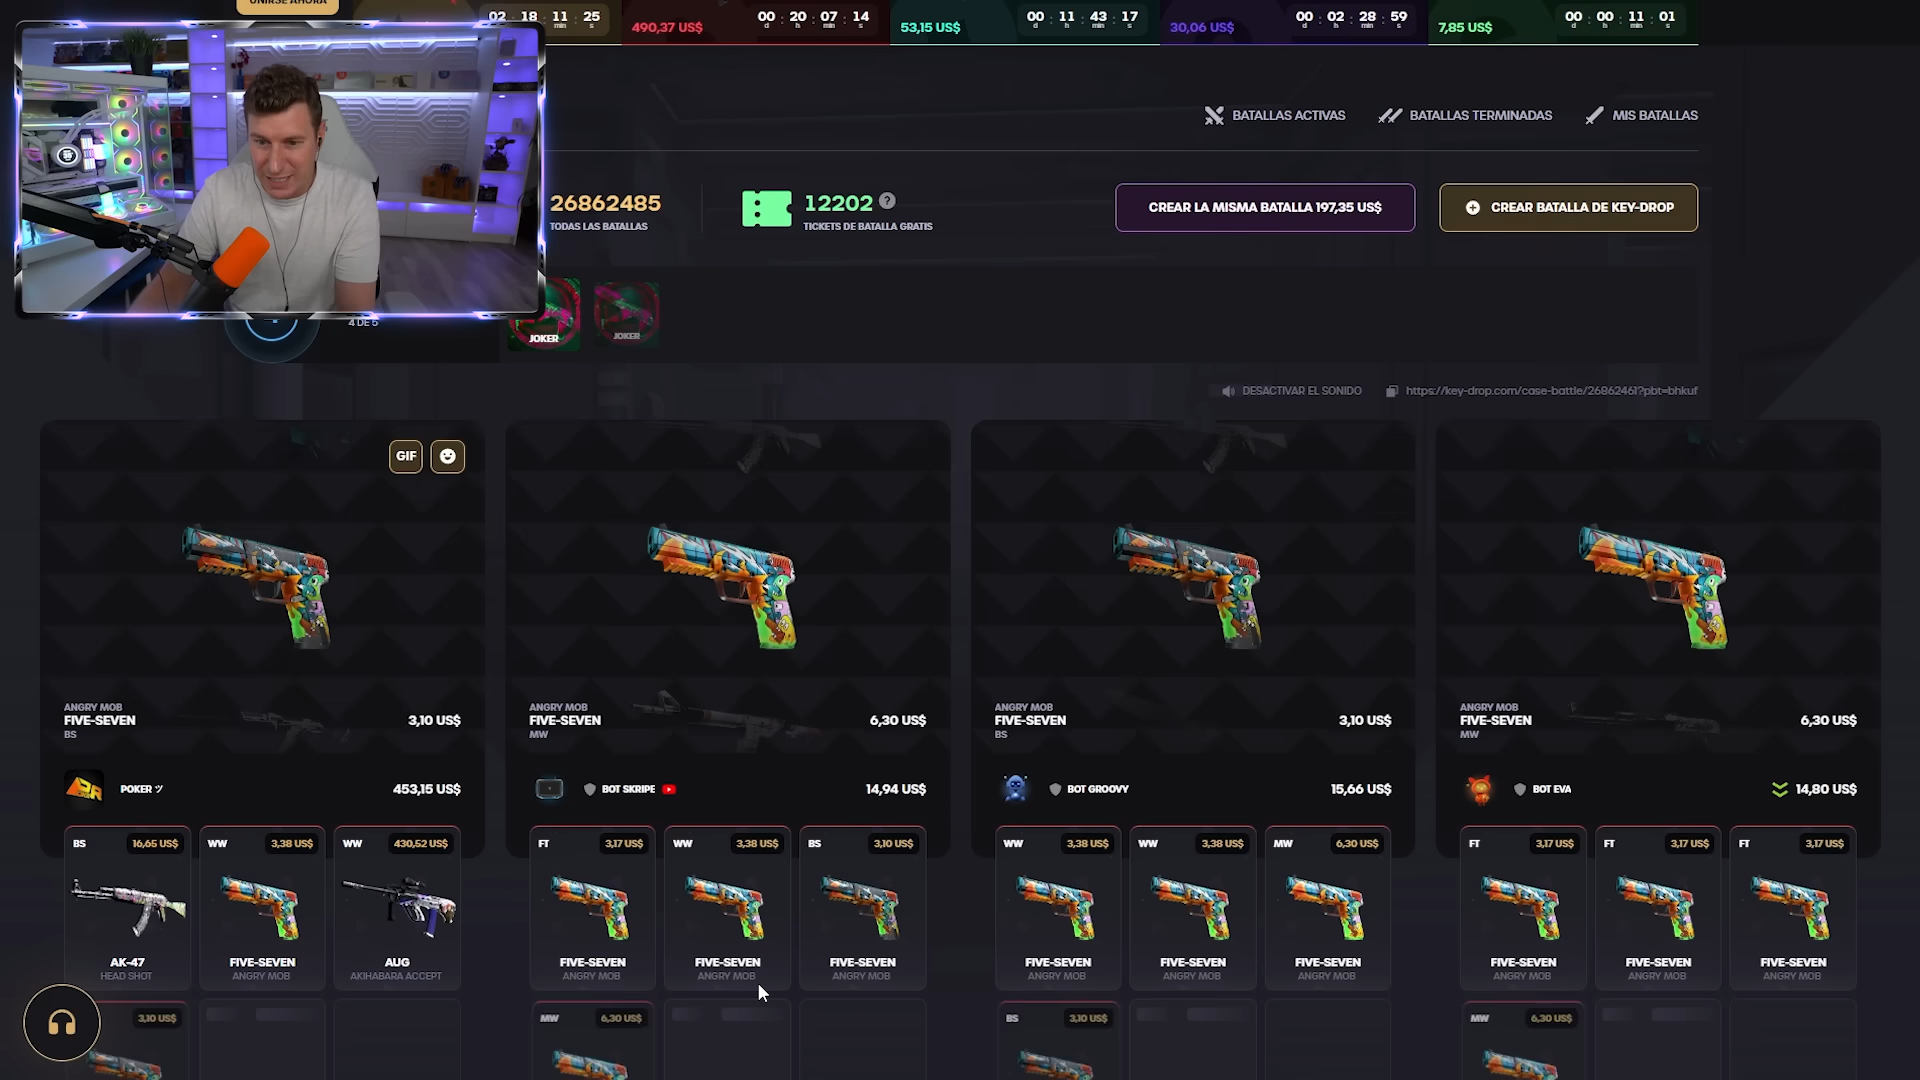 UNIRSE AHORA
02 : 18 : 11 : 25
min s
490,37 US$
00 : 20 : 07 : 14
d h min s
53,15 US$
00 : 11 : 43 : 17
d h min s
30,06 US$
00 : 02 : 28 : 59
d h min s
7,85 US$
00 : 00 : 11 : 01
d h min s
BATALLAS ACTIVAS
BATALLAS TERMINADAS
MIS BATALLAS
26862485
TODAS LAS BATALLAS
12202 ?
TICKETS DE BATALLA GRATIS
CREAR LA MISMA BATALLA 197,35 US$
CREAR BATALLA DE KEY-DROP
4 DE 5
JOKER
JOKER
DESACTIVAR EL SONIDO
https://key-drop.com/case-battle/26862461?pbt=bhkuf
GIF
ANGRY MOB
FIVE-SEVEN 3,10 US$
BS
ANGRY MOB
FIVE-SEVEN 6,30 US$
MW
ANGRY MOB
FIVE-SEVEN 3,10 US$
BS
ANGRY MOB
FIVE-SEVEN 6,30 US$
MW
POKER ツ 453,15 US$
BOT SKRIPE 14,94 US$
BOT GROOVY 15,66 US$
BOT EVA 14,80 US$
BS 16,65 US$
WW 3,38 US$
WW 430,52 US$
FT 3,17 US$
WW 3,38 US$
BS 3,10 US$
WW 3,38 US$
WW 3,38 US$
MW 6,30 US$
FT 3,17 US$
FT 3,17 US$
FT 3,17 US$
AK-47
HEAD SHOT
FIVE-SEVEN
ANGRY MOB
AUG
AKIHABARA ACCEPT
FIVE-SEVEN
ANGRY MOB
FIVE-SEVEN
ANGRY MOB
FIVE-SEVEN
ANGRY MOB
FIVE-SEVEN
ANGRY MOB
FIVE-SEVEN
ANGRY MOB
FIVE-SEVEN
ANGRY MOB
FIVE-SEVEN
ANGRY MOB
FIVE-SEVEN
ANGRY MOB
FIVE-SEVEN
ANGRY MOB
3,10 US$
MW 6,30 US$
BS 3,10 US$
MW 6,30 US$